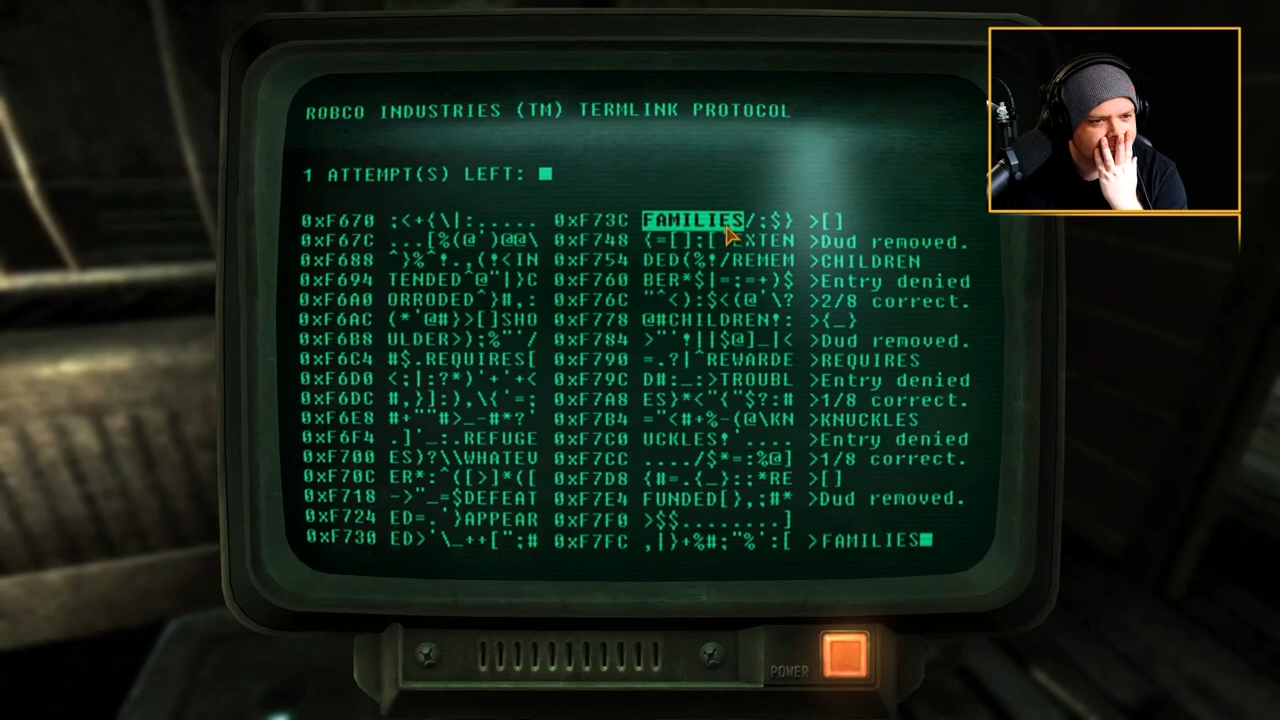 ROBCO INDUSTRIES (TM) TERMLINK PROTOCOL
1 ATTEMPT(S) LEFT:
0xF670 ;<+{\|:..... 0xF73C FAMILIES/;$} >[]
0xF67C ...[%(@')@@\ 0xF748 {=[];[ XTEN >Dud removed.
0xF688 ^}%^!.,(!<IN 0xF754 DED(%!/REMEM >CHILDREN
0xF694 TENDED^@"|}C 0xF760 BER*$|=;=+)$ >Entry denied
0xF6A0 ORRODED^}#,: 0xF76C "^<):$<(@'\? >2/8 correct.
0xF6AC (*'@#}>[]SHO 0xF778 @#CHILDREN!: >{_}
0xF6B8 ULDER>);%"'/ 0xF784 >"'!||$@]_|< >Dud removed.
0xF6C4 #$.REQUIRES[ 0xF790 =.?|^REWARDE >REQUIRES
0xF6D0 <;|:?*)'+'+< 0xF79C D#:_:>TROUBL >Entry denied
0xF6DC #,}]:),\{'=; 0xF7A8 ES}*<"{"$?:# >1/8 correct.
0xF6E8 #+""#>_-#*?' 0xF7B4 ="<#+%-(@\KN >KNUCKLES
0xF6F4 .]'_:.REFUGE 0xF7C0 UCKLES!'.... >Entry denied
0xF700 ES)?\\WHATEV 0xF7CC ..../$*=:%@] >1/8 correct.
0xF70C ER*:^([>]*([ 0xF7D8 {#=.{_}:;*RE >[]
0xF718 ->"_=$DEFEAT 0xF7E4 FUNDED[},;#* >Dud removed.
0xF724 ED=.'}APPEAR 0xF7F0 >$$........]
0xF730 ED>'\_++[";# 0xF7FC ,|}+%#;"%':[ >FAMILIES
POWER